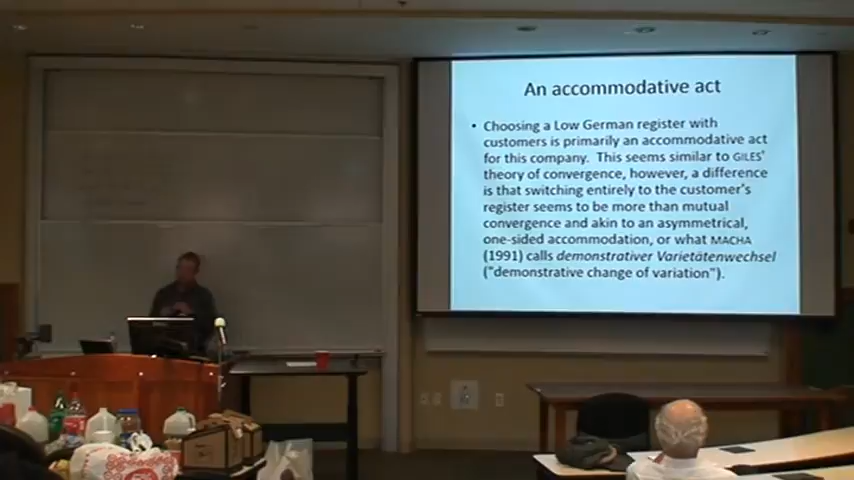 An accommodative act
• Choosing a Low German register with
customers is primarily an accommodative act
for this company. This seems similar to GILES'
theory of convergence, however, a difference
is that switching entirely to the customer's
register seems to be more than mutual
convergence and akin to an asymmetrical,
one-sided accommodation, or what MACHA
(1991) calls demonstrativer Varietätenwechsel
("demonstrative change of variation").